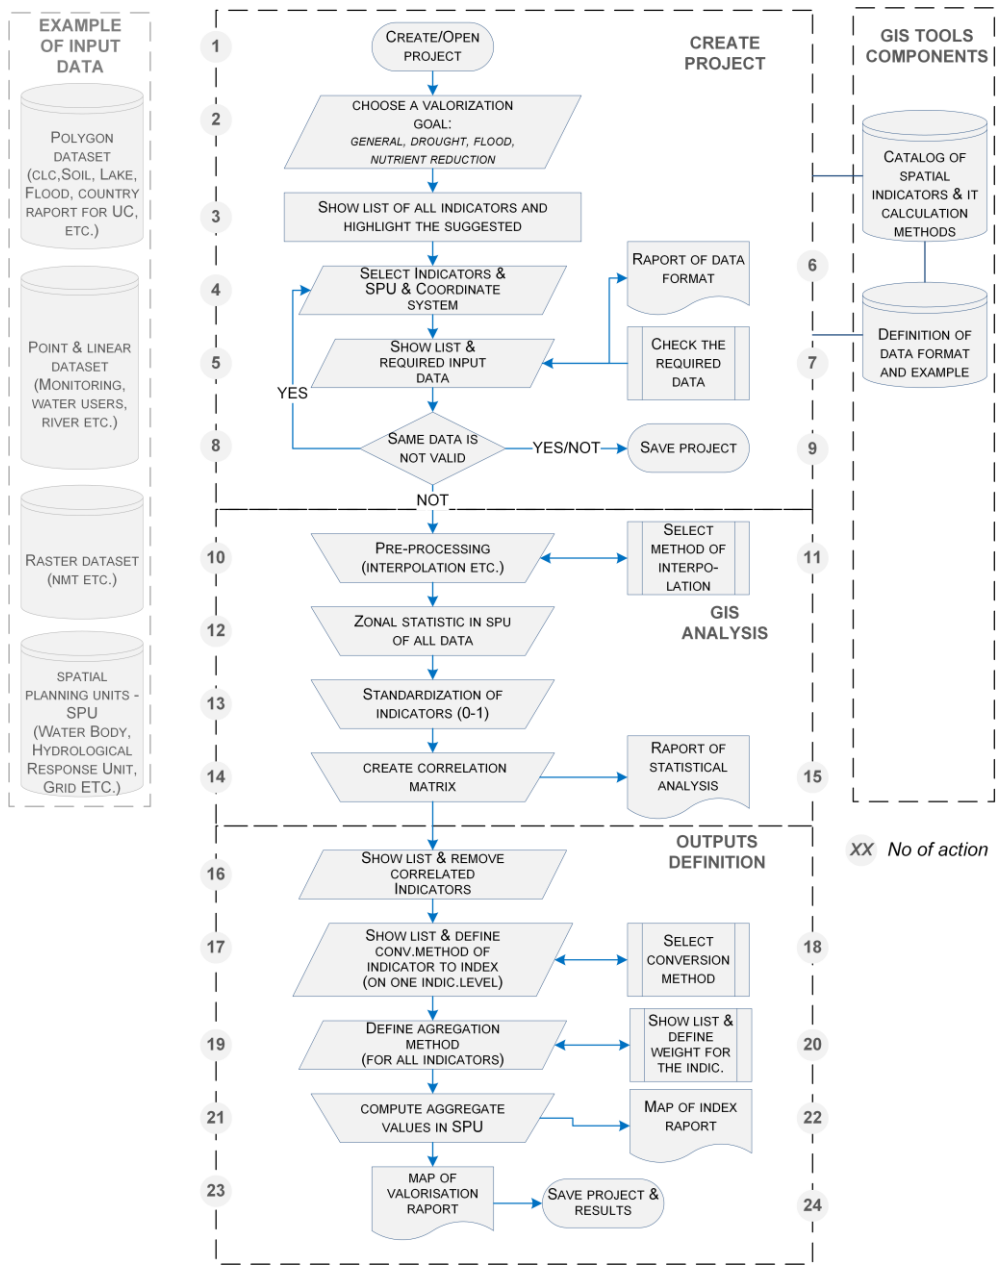 EXAMPLE
OF INPUT
DATA
POLYGON
DATASET
(CLC,SOIL, LAKE,
FLOOD, COUNTRY
RAPORT FOR UC,
ETC.)
POINT & LINEAR
DATASET
(MONITORING,
WATER USERS,
RIVER ETC.)
RASTER DATASET
(NMT ETC.)
SPATIAL
PLANNING UNITS -
SPU
(WATER BODY,
HYDROLOGICAL
RESPONSE UNIT,
GRID ETC.)
CREATE
PROJECT
1
CREATE/OPEN
PROJECT
2
CHOOSE A VALORIZATION
GOAL:
GENERAL, DROUGHT, FLOOD,
NUTRIENT REDUCTION
3
SHOW LIST OF ALL INDICATORS AND
HIGHLIGHT THE SUGGESTED
4
SELECT INDICATORS &
SPU & COORDINATE
SYSTEM
RAPORT OF DATA
FORMAT
6
5
SHOW LIST &
REQUIRED INPUT
DATA
CHECK THE
REQUIRED
DATA
7
YES
8
SAME DATA IS
NOT VALID
YES/NOT
SAVE PROJECT
9
NOT
10
PRE-PROCESSING
(INTERPOLATION ETC.)
SELECT
METHOD OF
INTERPO-
LATION
11
GIS
ANALYSIS
12
ZONAL STATISTIC IN SPU
OF ALL DATA
13
STANDARDIZATION OF
INDICATORS (0-1)
14
CREATE CORRELATION
MATRIX
RAPORT OF
STATISTICAL
ANALYSIS
15
OUTPUTS
DEFINITION
16
SHOW LIST & REMOVE
CORRELATED
INDICATORS
17
SHOW LIST & DEFINE
CONV.METHOD OF
INDICATOR TO INDEX
(ON ONE INDIC.LEVEL)
SELECT
CONVERSION
METHOD
18
19
DEFINE AGREGATION
METHOD
(FOR ALL INDICATORS)
SHOW LIST &
DEFINE
WEIGHT FOR
THE INDIC.
20
21
COMPUTE AGGREGATE
VALUES IN SPU
MAP OF INDEX
RAPORT
22
23
MAP OF
VALORISATION
RAPORT
SAVE PROJECT &
RESULTS
24
GIS TOOLS
COMPONENTS
CATALOG OF
SPATIAL
INDICATORS & IT
CALCULATION
METHODS
DEFINITION OF
DATA FORMAT
AND EXAMPLE
XX No of action